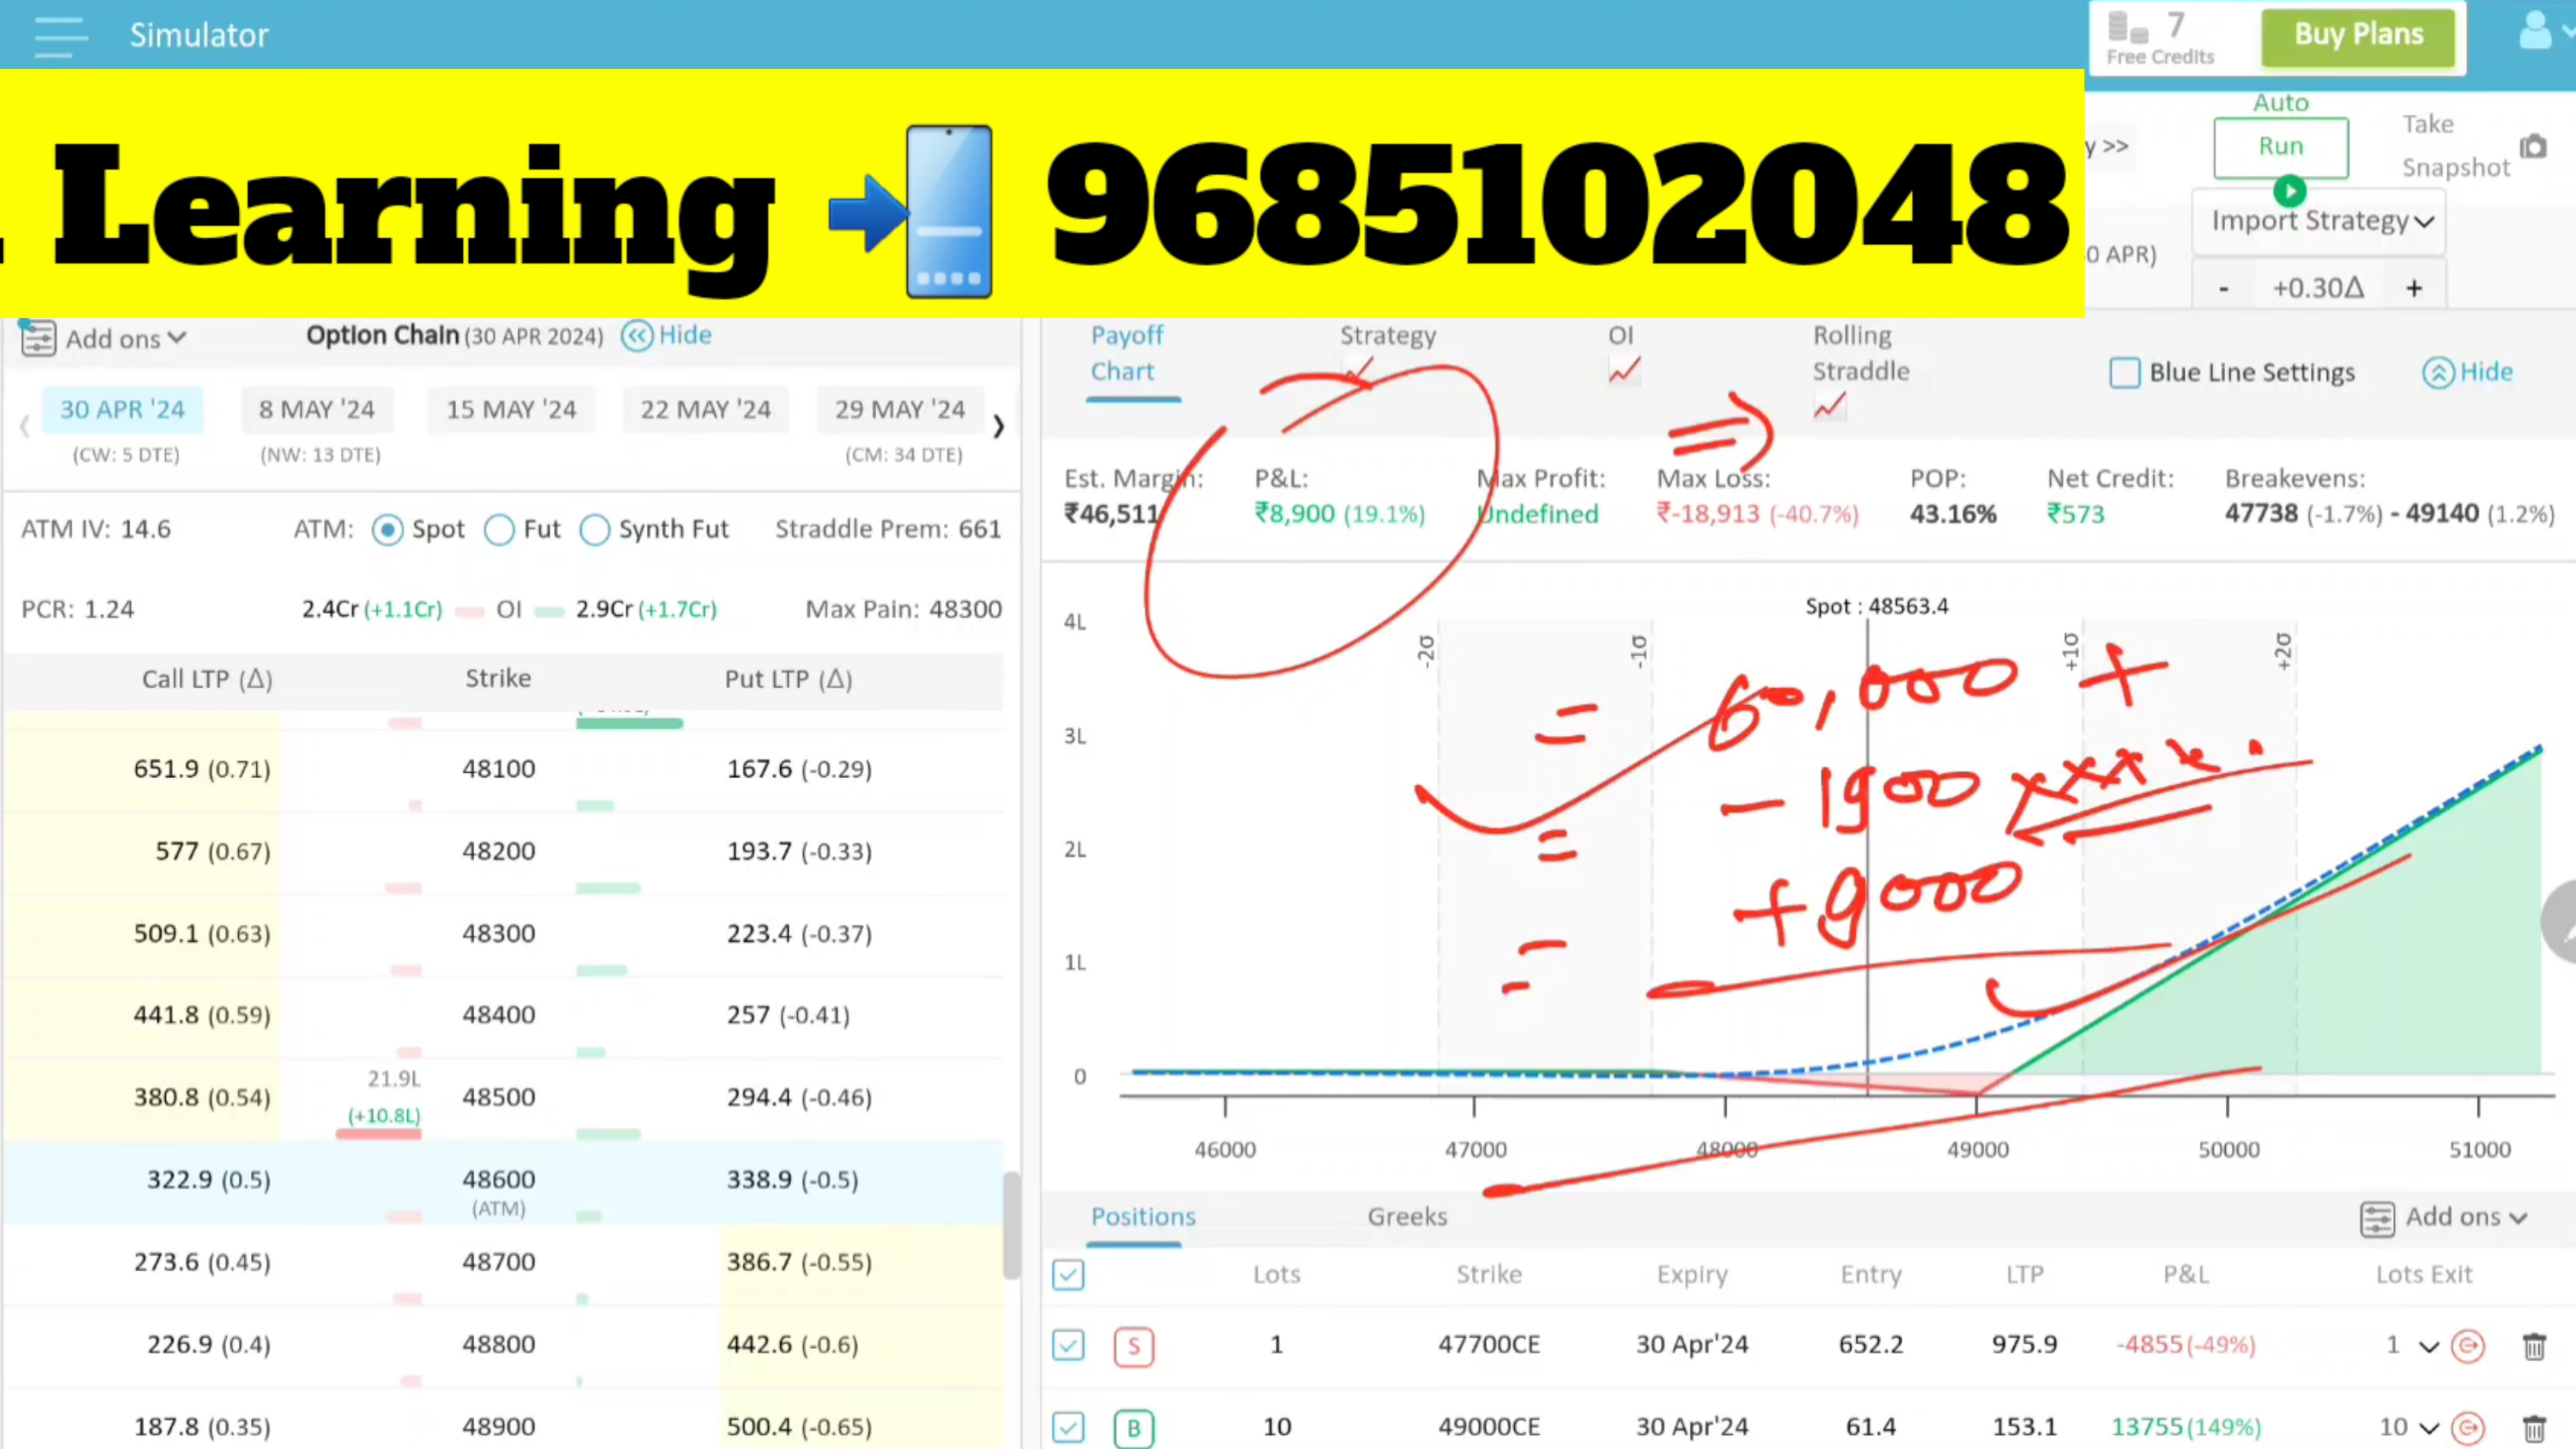 Simulator
7
Free Credits
Buy Plans
. Learning 9685102048
y >>
Auto
Run
Take
Snapshot
0 APR)
Import Strategy
- +0.30Δ +
Add ons
Option Chain (30 APR 2024) Hide
30 APR '24 8 MAY '24 15 MAY '24 22 MAY '24 29 MAY '24
(CW: 5 DTE) (NW: 13 DTE) (CM: 34 DTE)
ATM IV: 14.6 ATM: Spot Fut Synth Fut Straddle Prem: 661
PCR: 1.24 2.4Cr (+1.1Cr) OI 2.9Cr (+1.7Cr) Max Pain: 48300
Call LTP (Δ) Strike Put LTP (Δ)
651.9 (0.71) 48100 167.6 (-0.29)
577 (0.67) 48200 193.7 (-0.33)
509.1 (0.63) 48300 223.4 (-0.37)
441.8 (0.59) 48400 257 (-0.41)
21.9L
380.8 (0.54) 48500 294.4 (-0.46)
(+10.8L)
322.9 (0.5) 48600 338.9 (-0.5)
(ATM)
273.6 (0.45) 48700 386.7 (-0.55)
226.9 (0.4) 48800 442.6 (-0.6)
187.8 (0.35) 48900 500.4 (-0.65)
Payoff
Chart
Strategy
OI
Rolling
Straddle
Blue Line Settings
Hide
Est. Margin: P&L: Max Profit: Max Loss: POP: Net Credit: Breakevens:
₹46,511 ₹8,900 (19.1%) Undefined ₹-18,913 (-40.7%) 43.16% ₹573 47738 (-1.7%) - 49140 (1.2%)
Spot : 48563.4
4L
3L
2L
1L
0
-2σ -1σ +1σ +2σ
= 60,000 +
= - 1900 xxxx.
= +9000
46000 47000 48000 49000 50000 51000
Positions Greeks Add ons
Lots Strike Expiry Entry LTP P&L Lots Exit
S 1 47700CE 30 Apr'24 652.2 975.9 -4855(-49%) 1
B 10 49000CE 30 Apr'24 61.4 153.1 13755(149%) 10